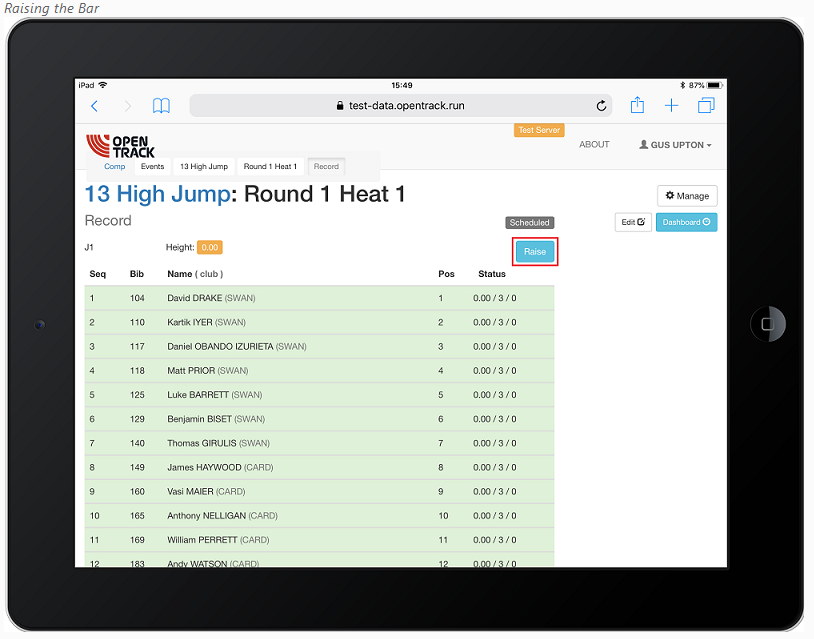 Raising the Bar
iPad 15:49 87%
test-data.opentrack.run
Test Server
OPEN
TRACK
ABOUT GUS UPTON
Comp Events 13 High Jump Round 1 Heat 1 Record
13 High Jump: Round 1 Heat 1
Manage
Record
Scheduled Edit Dashboard
J1 Height: 0.00 Raise
Seq Bib Name ( club ) Pos Status
1 104 David DRAKE (SWAN) 1 0.00 / 3 / 0
2 110 Kartik IYER (SWAN) 2 0.00 / 3 / 0
3 117 Daniel OBANDO IZURIETA (SWAN) 3 0.00 / 3 / 0
4 118 Matt PRIOR (SWAN) 4 0.00 / 3 / 0
5 125 Luke BARRETT (SWAN) 5 0.00 / 3 / 0
6 129 Benjamin BISET (SWAN) 6 0.00 / 3 / 0
7 140 Thomas GIRULIS (SWAN) 7 0.00 / 3 / 0
8 149 James HAYWOOD (CARD) 8 0.00 / 3 / 0
9 160 Vasi MAIER (CARD) 9 0.00 / 3 / 0
10 165 Anthony NELLIGAN (CARD) 10 0.00 / 3 / 0
11 169 William PERRETT (CARD) 11 0.00 / 3 / 0
12 183 Andy WATSON (CARD) 12 0.00 / 3 / 0